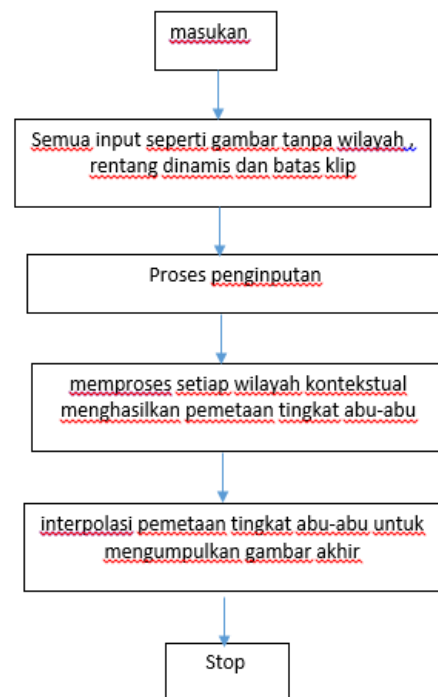 masukan
Semua input seperti gambar tanpa wilayah ,
rentang dinamis dan batas klip
Proses penginputan
memproses setiap wilayah kontekstual
menghasilkan pemetaan tingkat abu-abu
interpolasi pemetaan tingkat abu-abu untuk
mengumpulkan gambar akhir
Stop